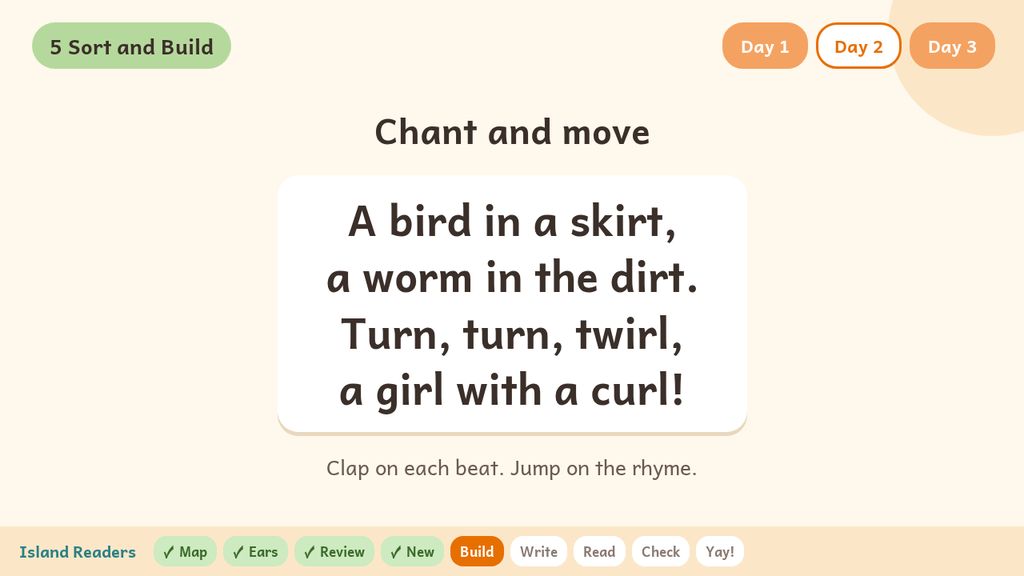 5 Sort and Build
Day 1 Day 2 Day 3
Chant and move
A bird in a skirt,
a worm in the dirt.
Turn, turn, twirl,
a girl with a curl!
Clap on each beat. Jump on the rhyme.
Island Readers ✓ Map ✓ Ears ✓ Review ✓ New Build Write Read Check Yay!